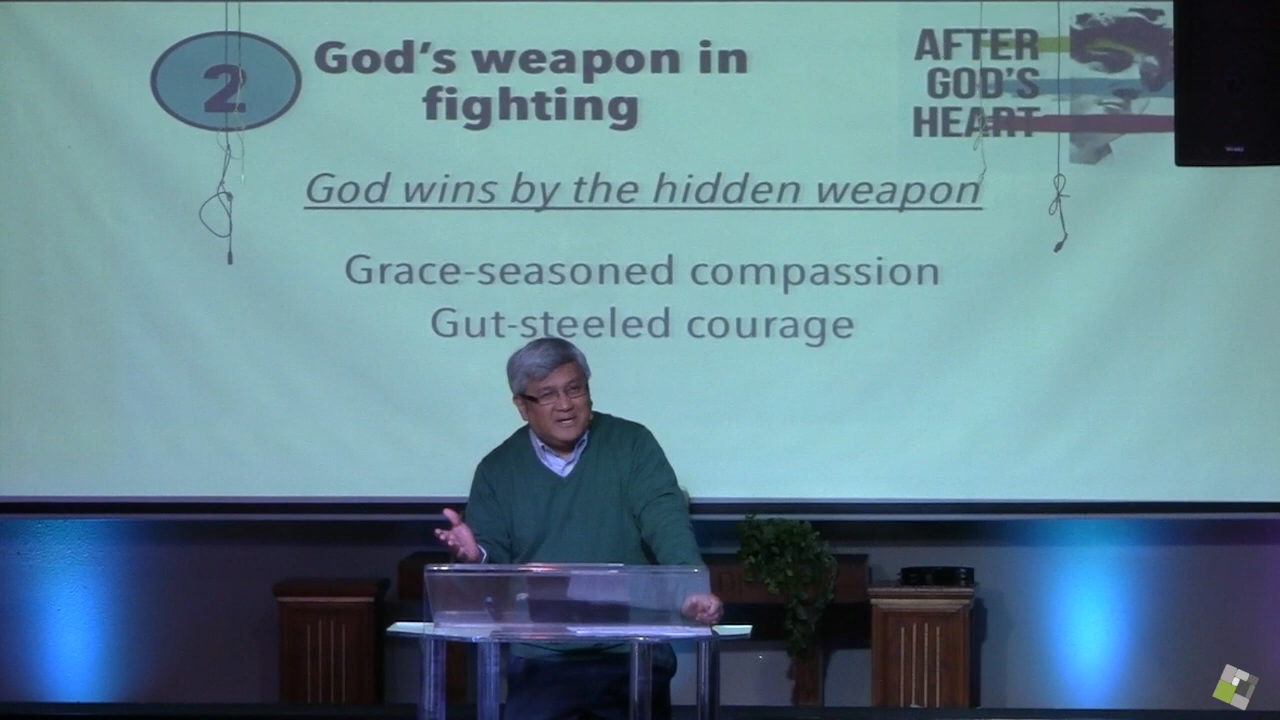 2
God's weapon in
fighting
AFTER
GOD'S
HEART
God wins by the hidden weapon
Grace-seasoned compassion
Gut-steeled courage